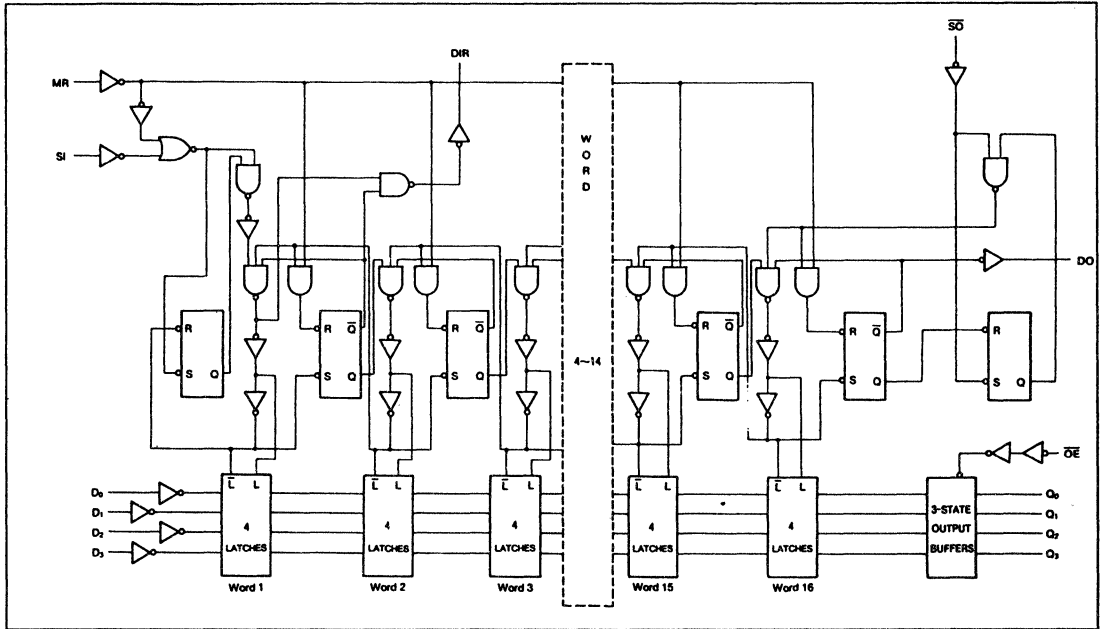 DIR
S̅O̅
MR
SI
W
O
R
D
4~14
DO
R
S Q
R Q̅
S Q
R Q̅
S Q
R Q̅
S Q
R Q̅
S Q
R
S Q
O̅E̅
L̅ L
4
LATCHES
L̅ L
4
LATCHES
L̅ L
4
LATCHES
L̅ L
4
LATCHES
L̅ L
4
LATCHES
3-STATE
OUTPUT
BUFFERS
D₀
D₁
D₂
D₃
Q₀
Q₁
Q₂
Q₃
Word 1
Word 2
Word 3
Word 15
Word 16